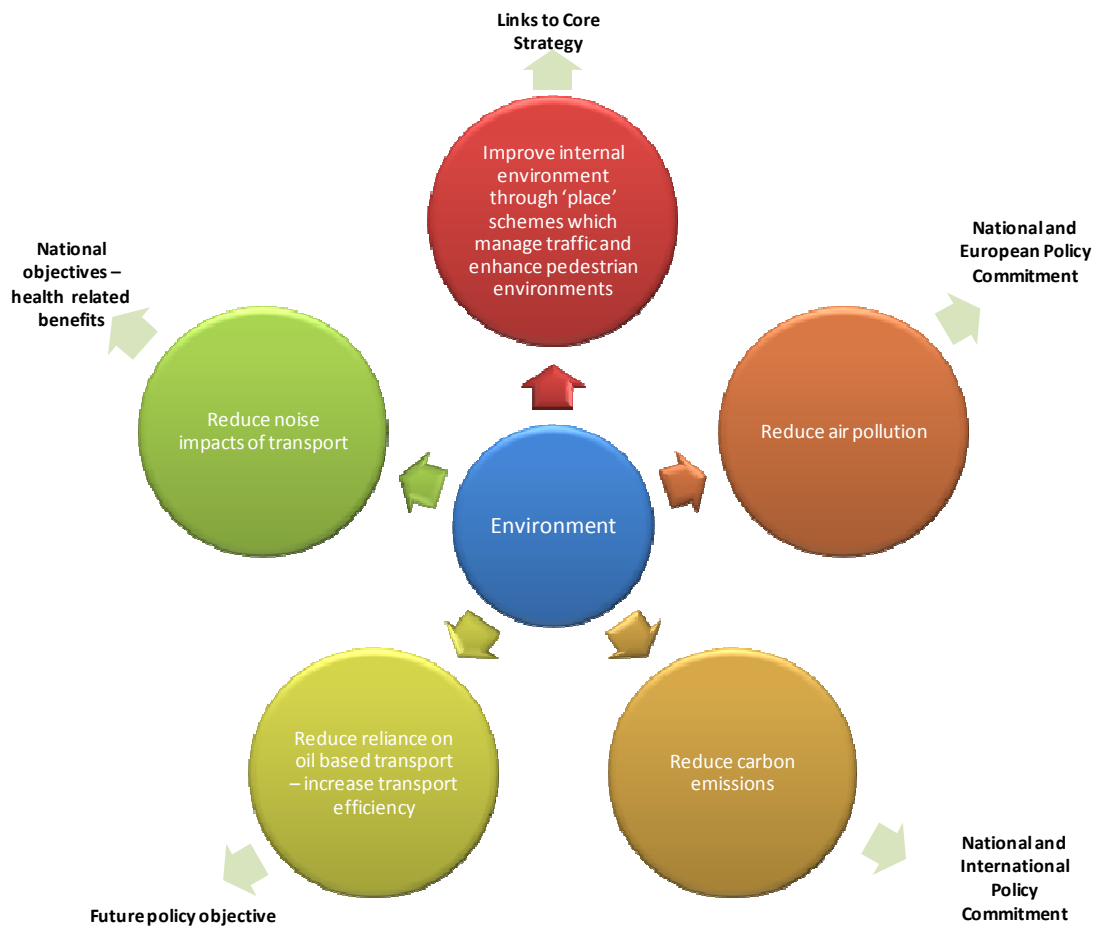 Links to Core
Strategy
Improve internal
environment
through ‘place’
schemes which
manage traffic and
enhance pedestrian
environments
National and
European Policy
Commitment
National
objectives –
health related
benefits
Reduce noise
impacts of transport
Reduce air pollution
Environment
Reduce reliance on
oil based transport
– increase transport
efficiency
Reduce carbon
emissions
National and
International
Policy
Commitment
Future policy objective